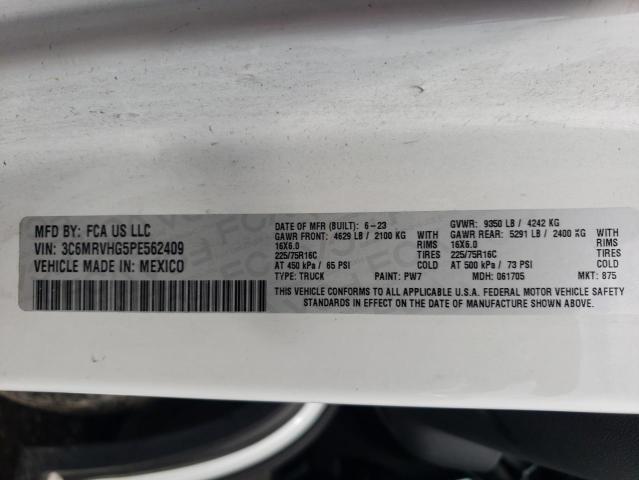 MFD BY: FCA US LLC
VIN: 3C6MRVHG5PE562409
VEHICLE MADE IN: MEXICO
DATE OF MFR (BUILT): 6-23 GVWR: 9350 LB / 4242 KG
GAWR FRONT: 4629 LB / 2100 KG WITH GAWR REAR: 5291 LB / 2400 KG WITH
16X6.0 RIMS 16X6.0 RIMS
225/75R16C TIRES 225/75R16C TIRES
AT 450 kPa / 65 PSI COLD AT 500 kPa / 73 PSI COLD
TYPE: TRUCK PAINT: PW7 MDH: 061705 MKT: 875
THIS VEHICLE CONFORMS TO ALL APPLICABLE U.S.A. FEDERAL MOTOR VEHICLE SAFETY
STANDARDS IN EFFECT ON THE DATE OF MANUFACTURE SHOWN ABOVE.